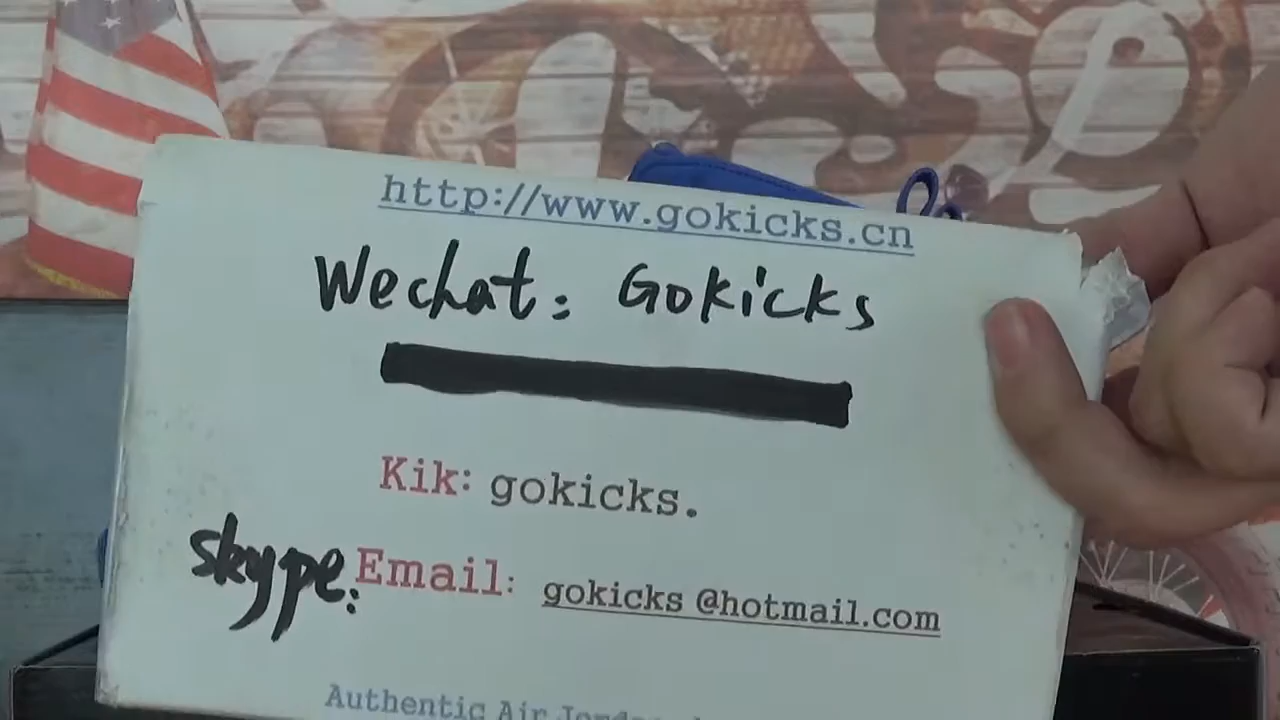 http://www.gokicks.cn
Wechat: Gokicks
Kik: gokicks.
skype: Email: gokicks @hotmail.com
Authentic Air